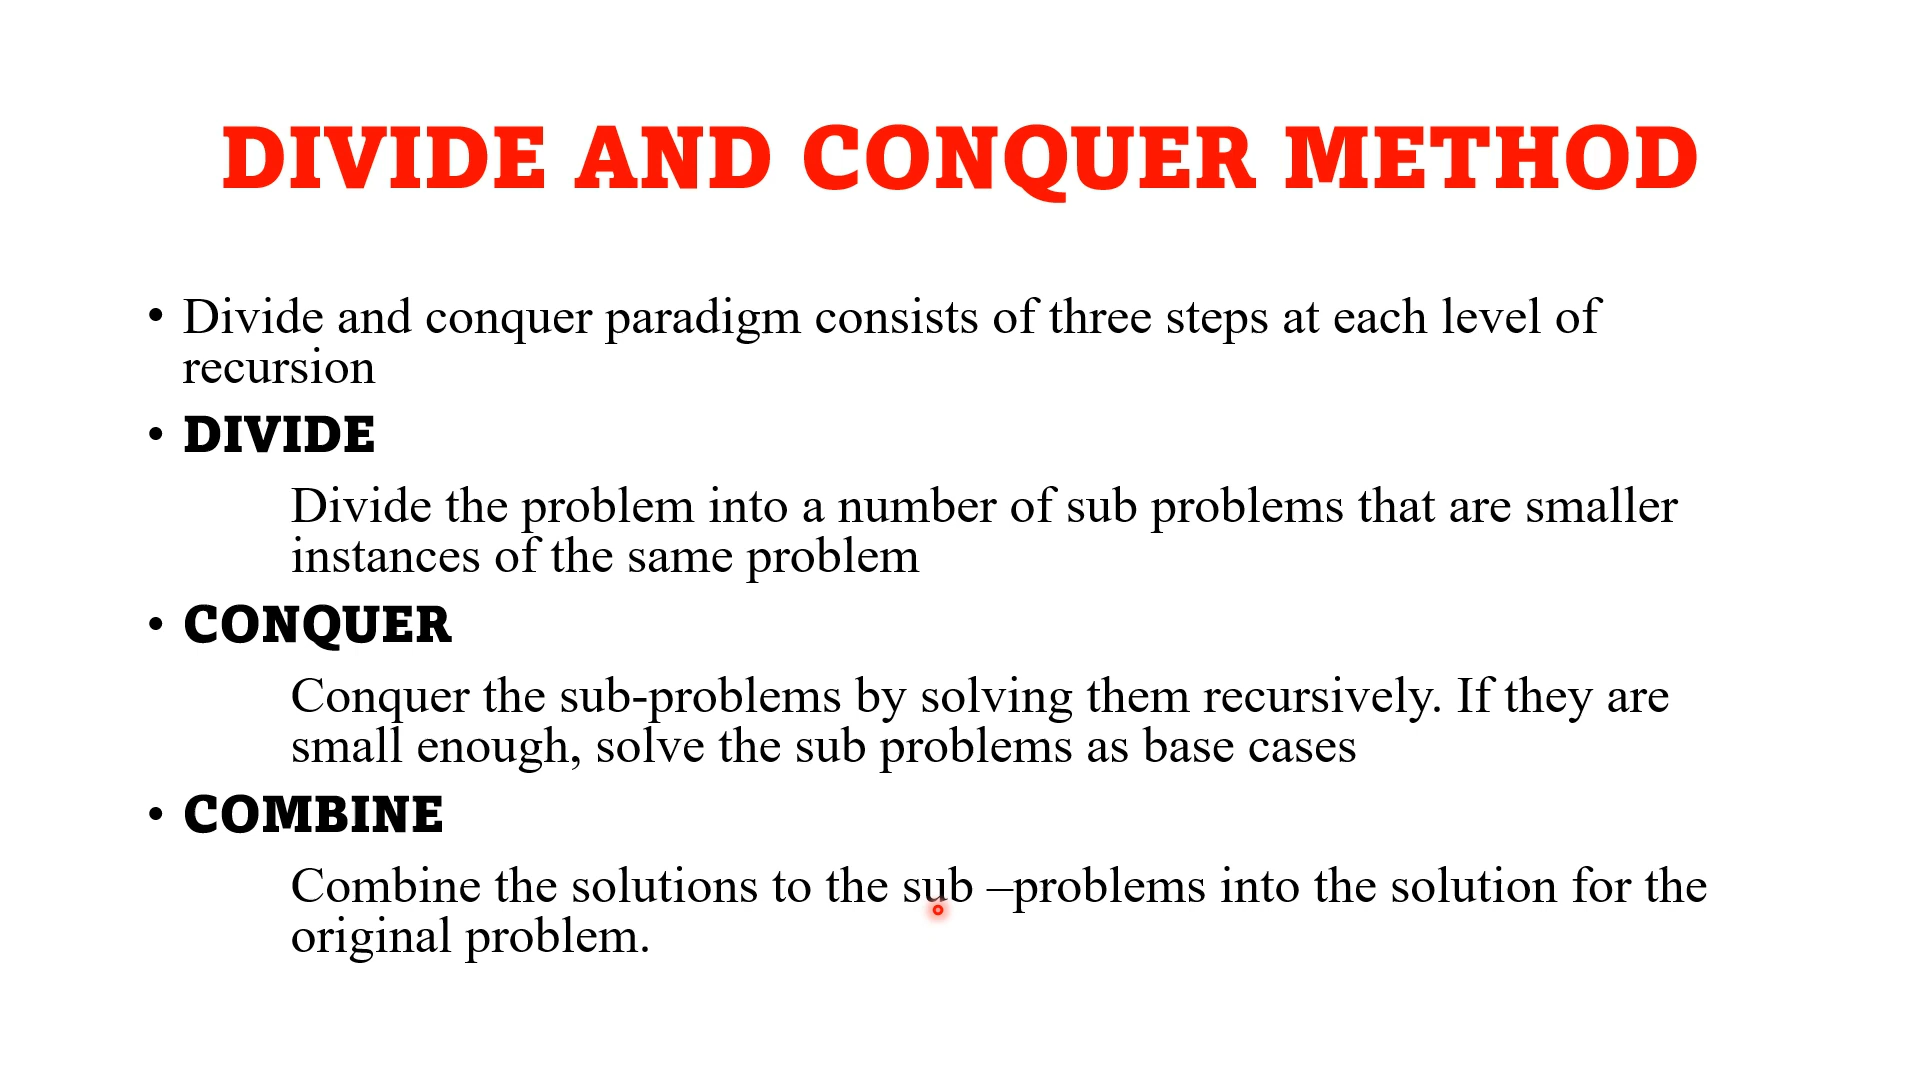 DIVIDE AND CONQUER METHOD
• Divide and conquer paradigm consists of three steps at each level of
recursion
• DIVIDE
Divide the problem into a number of sub problems that are smaller
instances of the same problem
• CONQUER
Conquer the sub-problems by solving them recursively. If they are
small enough, solve the sub problems as base cases
• COMBINE
Combine the solutions to the sub –problems into the solution for the
original problem.